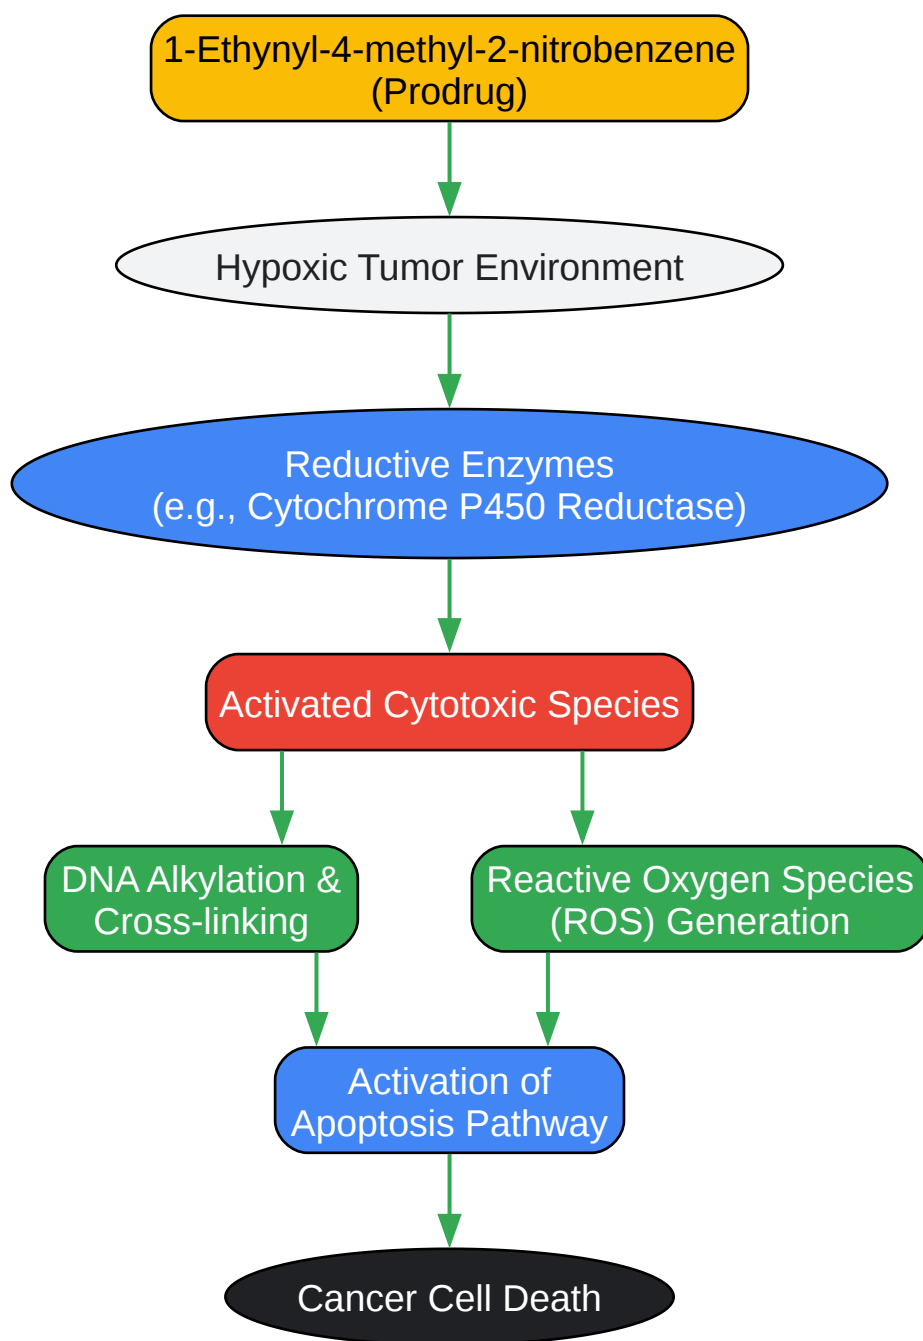 1-Ethynyl-4-methyl-2-nitrobenzene
(Prodrug)
Hypoxic Tumor Environment
Reductive Enzymes
(e.g., Cytochrome P450 Reductase)
Activated Cytotoxic Species
DNA Alkylation &
Cross-linking
Reactive Oxygen Species
(ROS) Generation
Activation of
Apoptosis Pathway
Cancer Cell Death